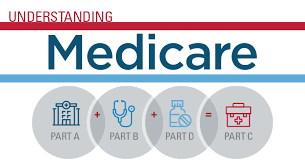 UNDERSTANDING
Medicare
PART A + PART B + PART D = PART C